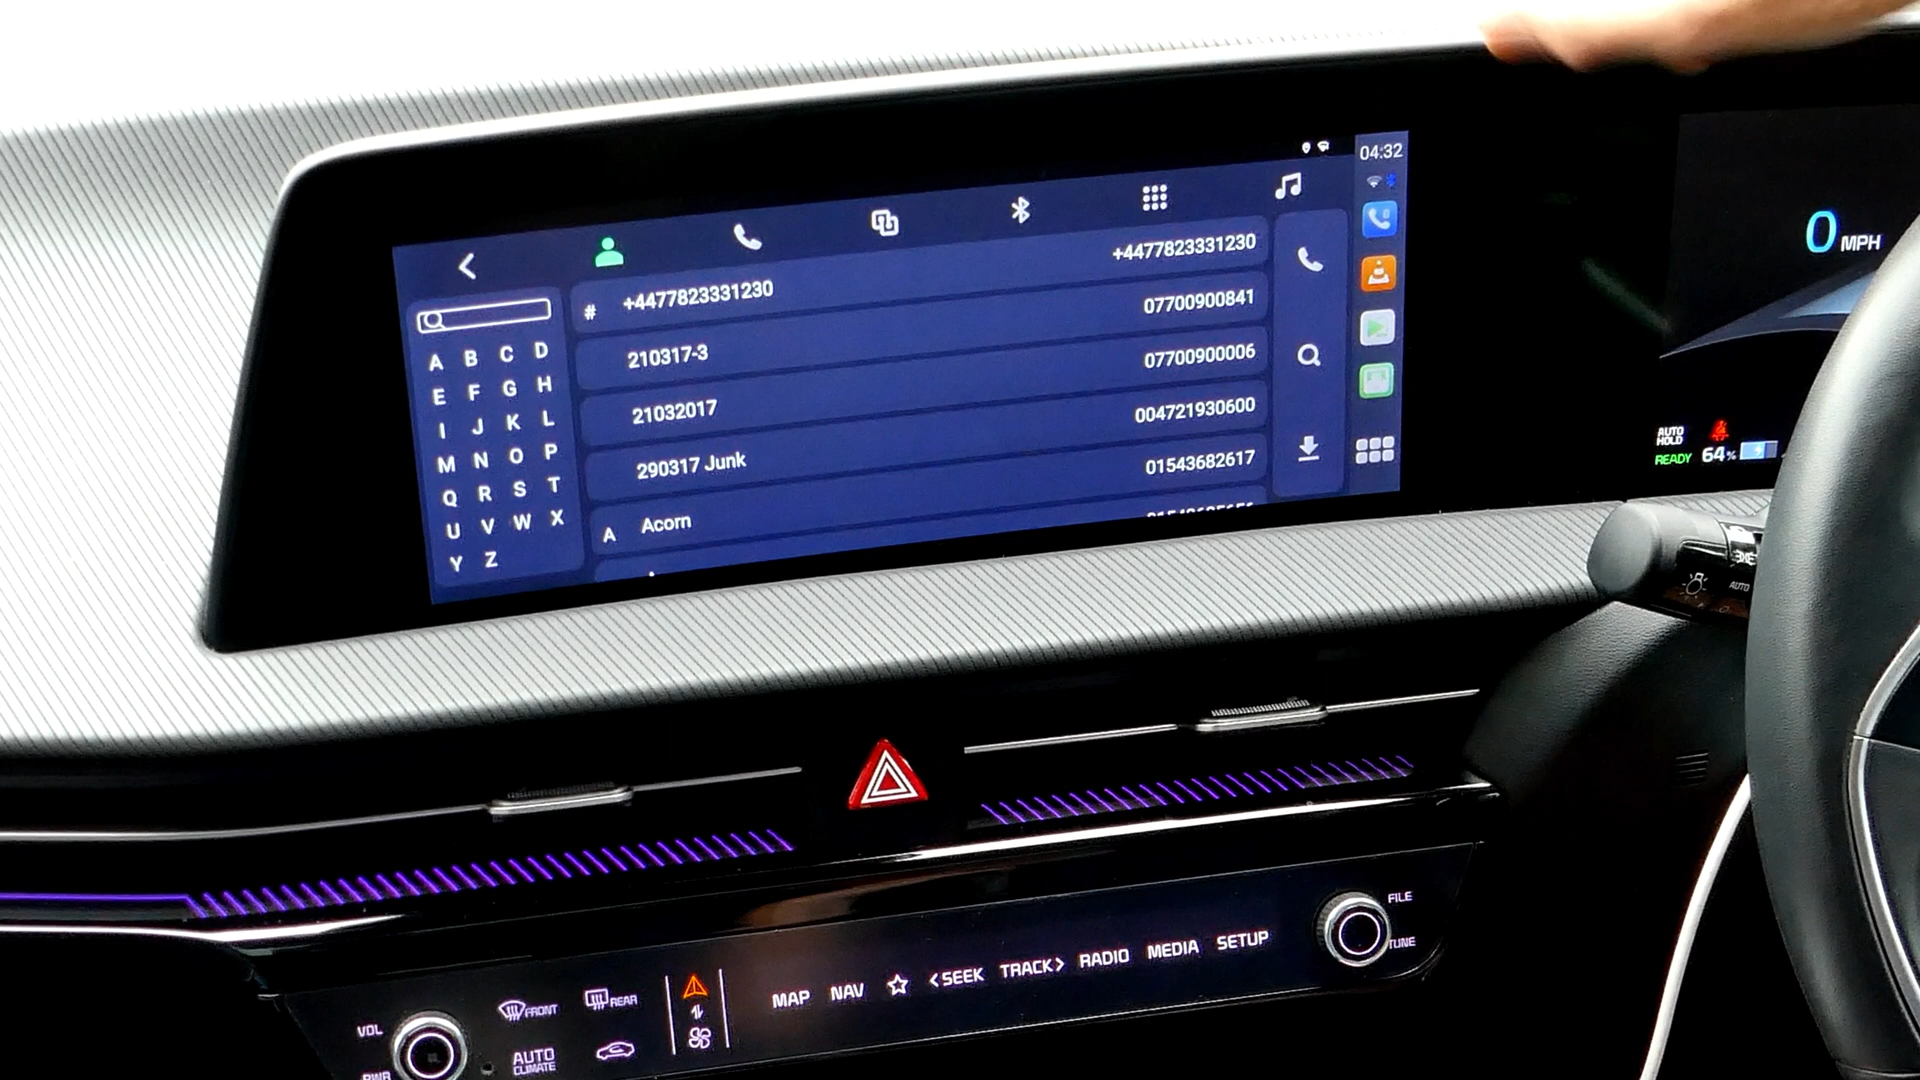 04:32
+4477823331230 +4477823331230
#
210317-3 07700900841
21032017 07700900006
290317 Junk 004721930600
A Acorn 01543682617
A B C D
E F G H
I J K L
M N O P
Q R S T
U V W X
Y Z
0 MPH
AUTO
HOLD
READY 64%
AUTO
FILE
TUNE
MAP NAV <SEEK TRACK> RADIO MEDIA SETUP
VOL
FRONT REAR
AUTO
CLIMATE
PWR